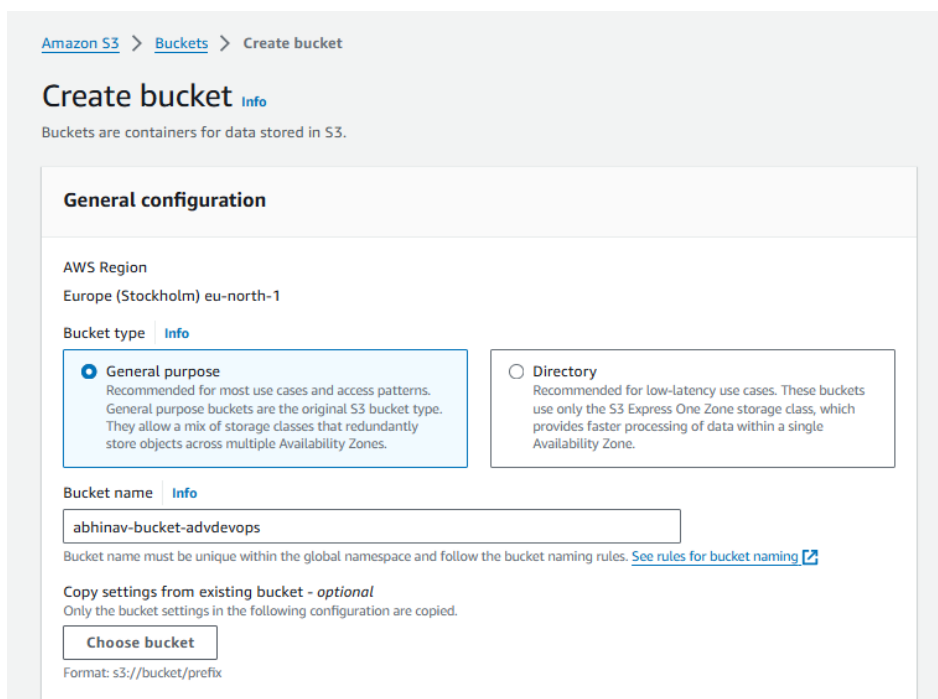 Amazon S3 > Buckets > Create bucket
Create bucket Info
Buckets are containers for data stored in S3.
General configuration
AWS Region
Europe (Stockholm) eu-north-1
Bucket type Info
General purpose
Recommended for most use cases and access patterns.
General purpose buckets are the original S3 bucket type.
They allow a mix of storage classes that redundantly
store objects across multiple Availability Zones.
Directory
Recommended for low-latency use cases. These buckets
use only the S3 Express One Zone storage class, which
provides faster processing of data within a single
Availability Zone.
Bucket name Info
abhinav-bucket-advdevops
Bucket name must be unique within the global namespace and follow the bucket naming rules. See rules for bucket naming
Copy settings from existing bucket - optional
Only the bucket settings in the following configuration are copied.
Choose bucket
Format: s3://bucket/prefix